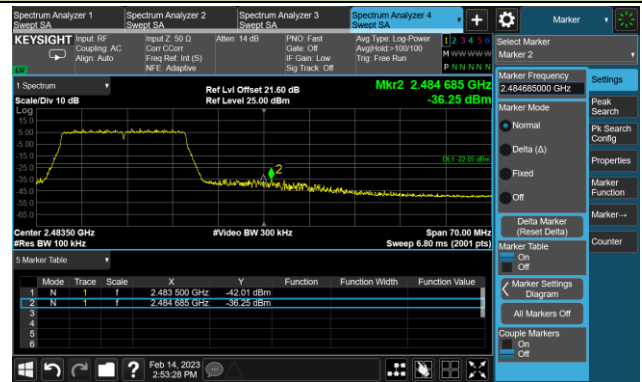 Spectrum Analyzer 1
Swept SA
Spectrum Analyzer 2
Swept SA
Spectrum Analyzer 3
Swept SA
Spectrum Analyzer 4
Swept SA
Marker
KEYSIGHT
Input: RF
Coupling: AC
Align: Auto
Input Z: 50 Ω
Corr CCorr
Freq Ref: Int (S)
NFE: Adaptive
Atten: 14 dB
PNO: Fast
Gate: Off
IF Gain: Low
Sig Track: Off
Avg Type: Log-Power
Avg|Hold:>100/100
Trig: Free Run
1 2 3 4 5 6
M W W W W W
P N N N N N
Select Marker
Marker 2
1 Spectrum
Scale/Div 10 dB
Ref Lvl Offset 21.60 dB
Ref Level 25.00 dBm
Mkr2 2.484 685 GHz
-36.25 dBm
Log
15.0
5.00
-5.00
-15.0
-25.0
-35.0
-45.0
-55.0
-65.0
DL1 -22.05 dBm
2
Center 2.48350 GHz
#Res BW 100 kHz
#Video BW 300 kHz
Span 70.00 MHz
Sweep 6.80 ms (2001 pts)
5 Marker Table
Mode Trace Scale X Y Function Function Width Function Value
1 N 1 f 2.483 500 GHz -42.01 dBm
2 N 1 f 2.484 685 GHz -36.25 dBm
3
4
5
6
Marker Frequency
2.484685000 GHz
Marker Mode
Normal
Delta (Δ)
Fixed
Off
Delta Marker
(Reset Delta)
Marker Table
On
Off
Marker Settings
Diagram
All Markers Off
Couple Markers
On
Off
Settings
Peak
Search
Pk Search
Config
Properties
Marker
Function
Marker→
Counter
Feb 14, 2023
2:53:28 PM